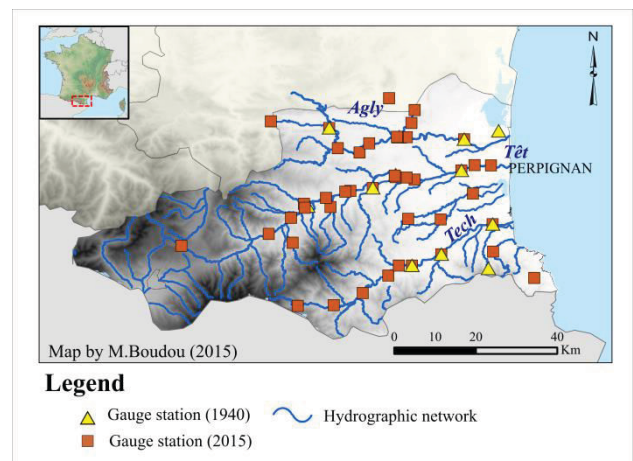 N
Agly
Têt
PERPIGNAN
Tech
0 10 20 40
Km
Map by M.Boudou (2015)
Legend
Gauge station (1940) Hydrographic network
Gauge station (2015)